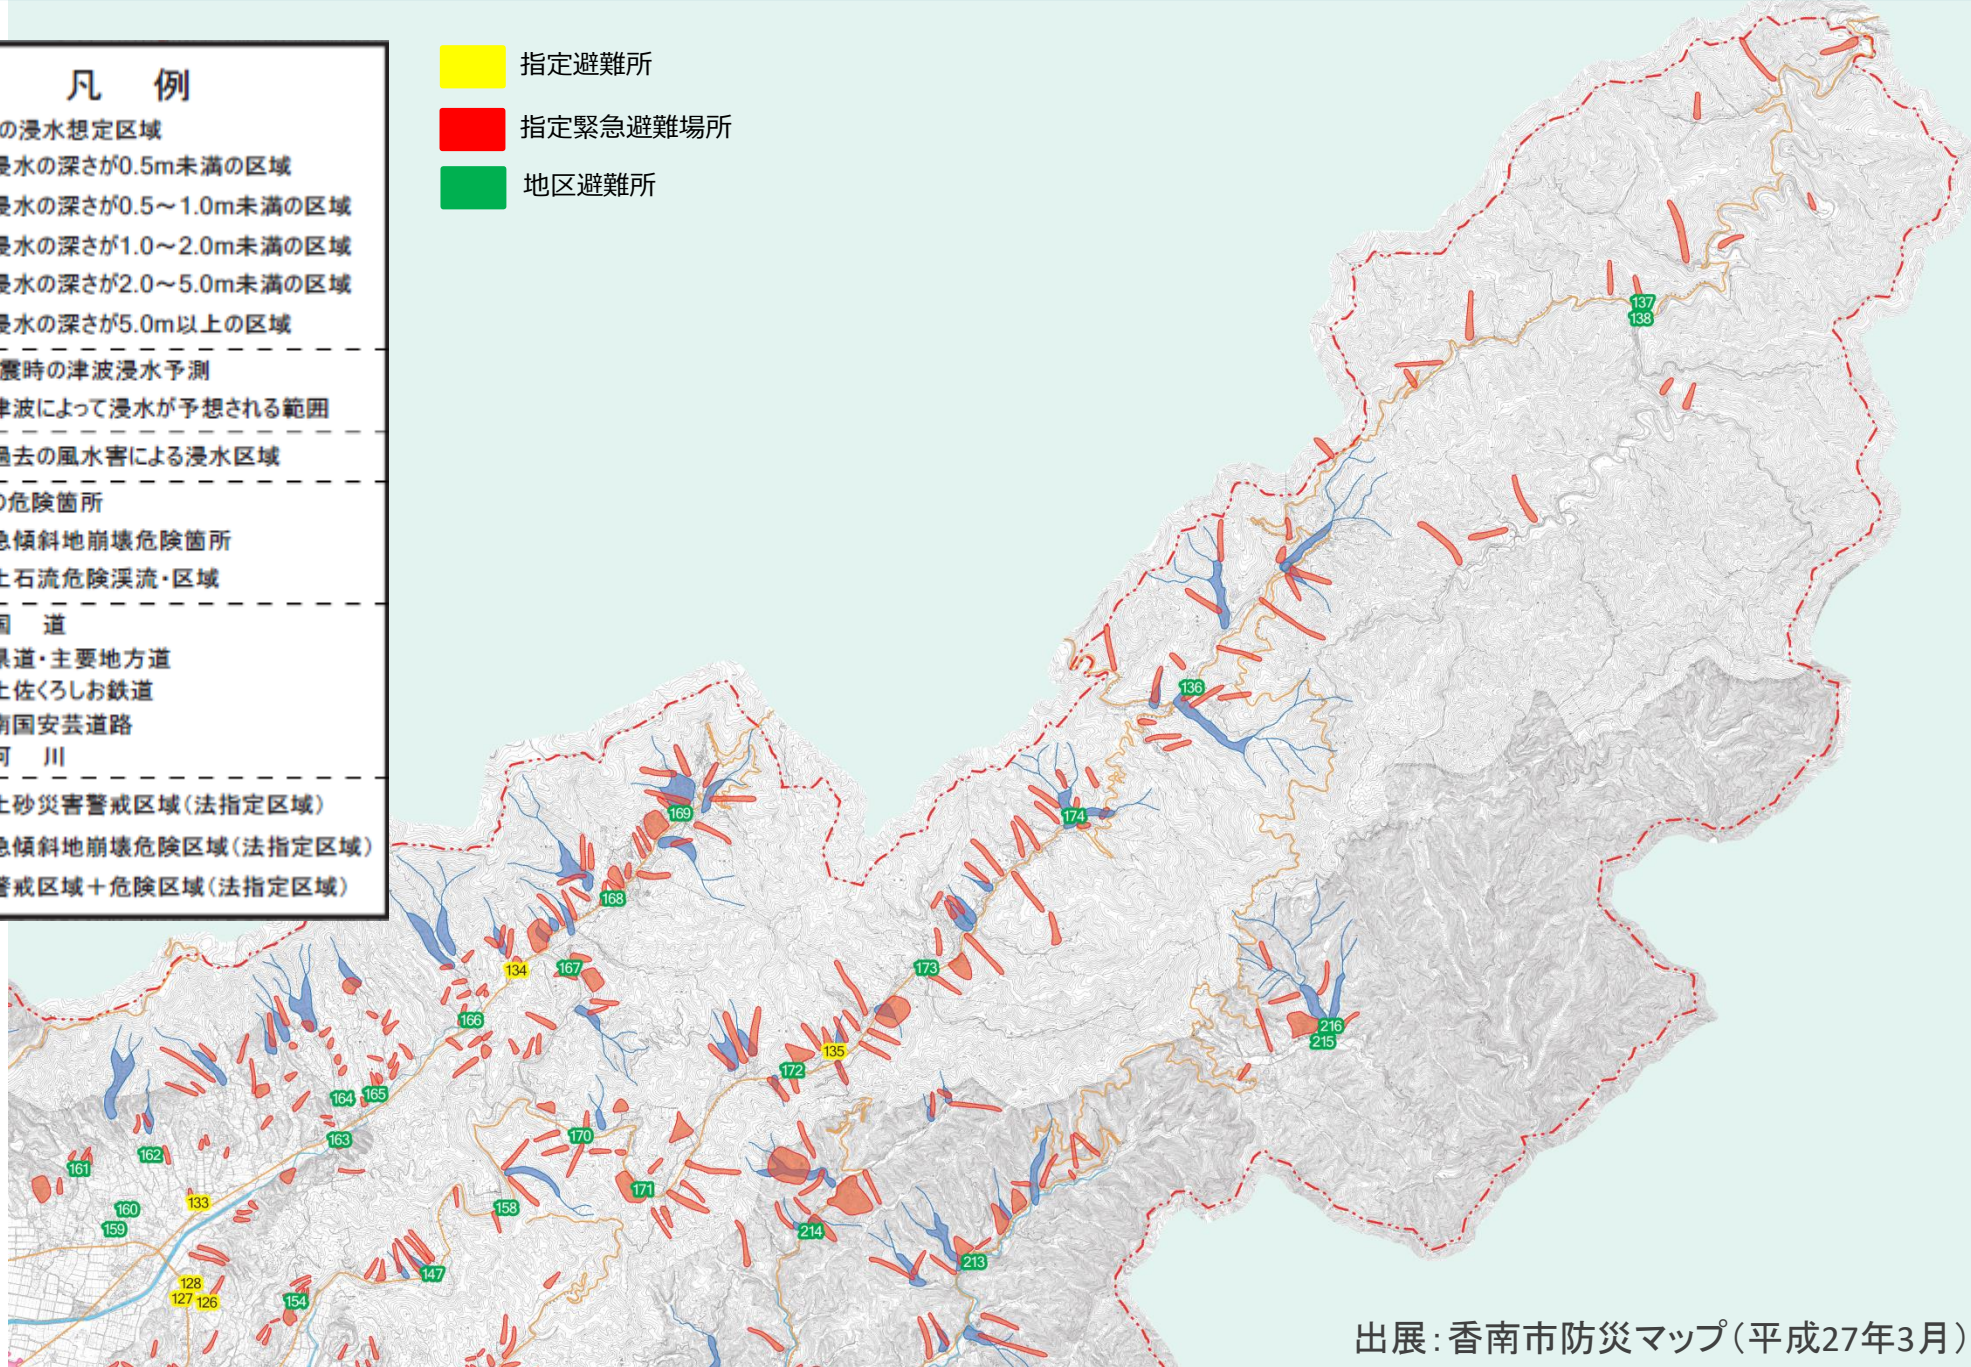 凡 例
の浸水想定区域
浸水の深さが0.5m未満の区域
浸水の深さが0.5～1.0m未満の区域
浸水の深さが1.0～2.0m未満の区域
浸水の深さが2.0～5.0m未満の区域
浸水の深さが5.0m以上の区域
震時の津波浸水予測
津波によって浸水が予想される範囲
過去の風水害による浸水区域
の危険箇所
急傾斜地崩壊危険箇所
土石流危険渓流・区域
国 道
県道・主要地方道
土佐くろしお鉄道
南国安芸道路
河 川
土砂災害警戒区域(法指定区域)
急傾斜地崩壊危険区域(法指定区域)
警戒区域＋危険区域(法指定区域)
指定避難所
指定緊急避難場所
地区避難所
137
138
136
169
174
168
134
167
173
166
216
215
135
172
164
165
163
170
162
161
171
133
160
159
158
214
213
147
128
127
126
154
出展：香南市防災マップ（平成27年3月）